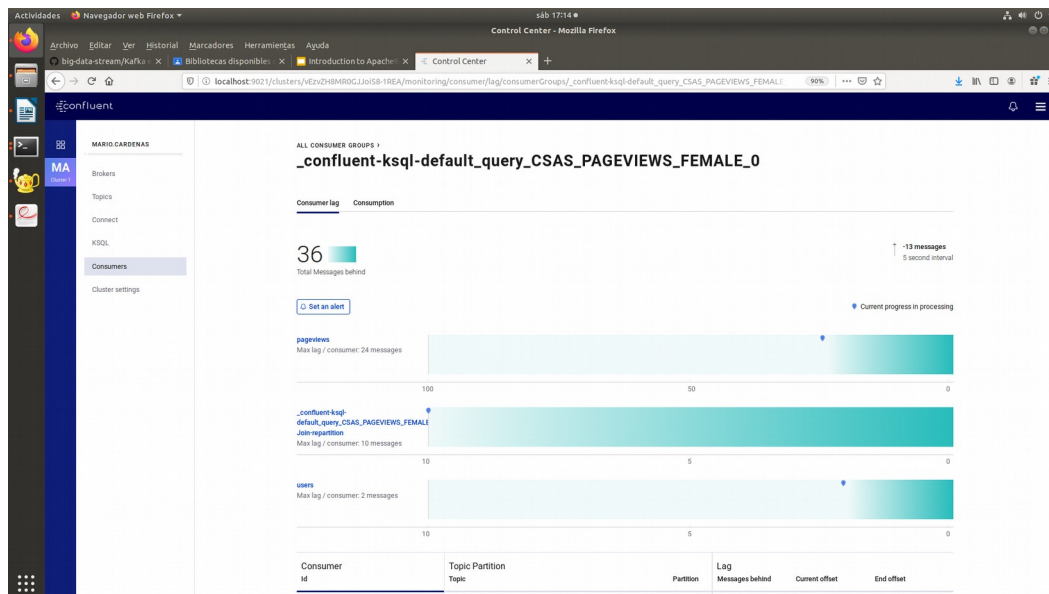 Actividades Navegador web Firefox sáb 17:14
Control Center - Mozilla Firefox
Archivo Editar Ver Historial Marcadores Herramientas Ayuda
big-data-stream/Kafka Bibliotecas disponibles Introduction to Apache Control Center
localhost:9021/clusters/vEzvZH8MR0GJJoiS8-1REA/monitoring/consumer/lag/consumerGroups/_confluent-ksql-default_query_CSAS_PAGEVIEWS_FEMALE 90%
confluent
MARIO.CARDENAS
MA
Cluster 1
Brokers
Topics
Connect
KSQL
Consumers
Cluster settings
ALL CONSUMER GROUPS ›
_confluent-ksql-default_query_CSAS_PAGEVIEWS_FEMALE_0
Consumer lag Consumption
36
Total Messages behind
-13 messages
5 second interval
Set an alert
Current progress in processing
pageviews
Max lag / consumer: 24 messages
100 50 0
_confluent-ksql-
default_query_CSAS_PAGEVIEWS_FEMALE
Join-repartition
Max lag / consumer: 10 messages
10 5 0
users
Max lag / consumer: 2 messages
10 5 0
Consumer Topic Partition Lag
Id Topic Partition Messages behind Current offset End offset